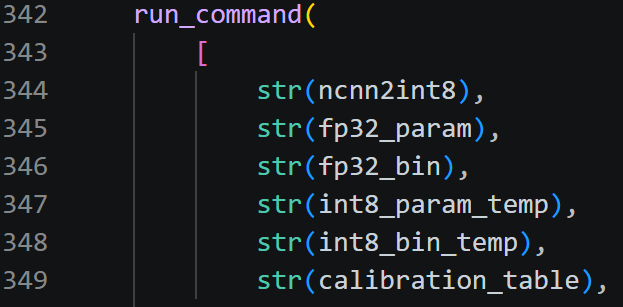 342 run_command(
343 [
344 str(ncnn2int8),
345 str(fp32_param),
346 str(fp32_bin),
347 str(int8_param_temp),
348 str(int8_bin_temp),
349 str(calibration_table),